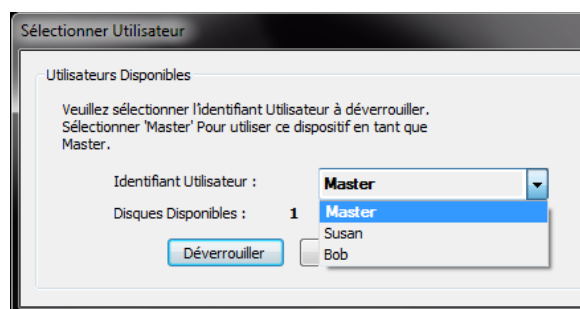 Sélectionner Utilisateur
Utilisateurs Disponibles
Veuillez sélectionner l'identifiant Utilisateur à déverrouiller.
Sélectionner 'Master' Pour utiliser ce dispositif en tant que
Master.
Identifiant Utilisateur : Master
Disques Disponibles : 1 Master
Susan
Déverrouiller Bob